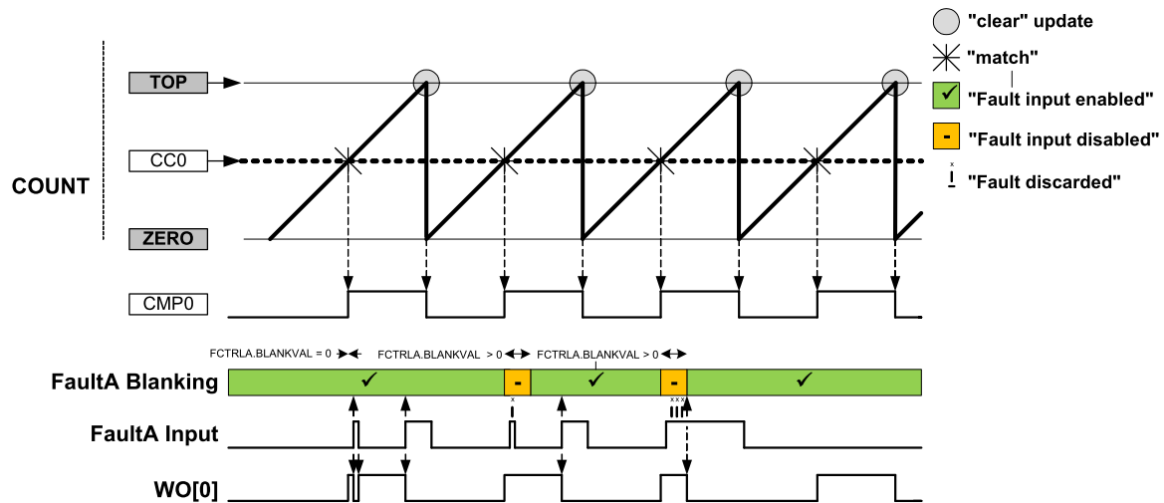 "clear" update
"match"
"Fault input enabled"
- "Fault input disabled"
x "Fault discarded"
TOP
CC0
COUNT
ZERO
CMP0
FCTRLA.BLANKVAL = 0 FCTRLA.BLANKVAL > 0 FCTRLA.BLANKVAL > 0
FaultA Blanking - -
x xxx
FaultA Input
WO[0]